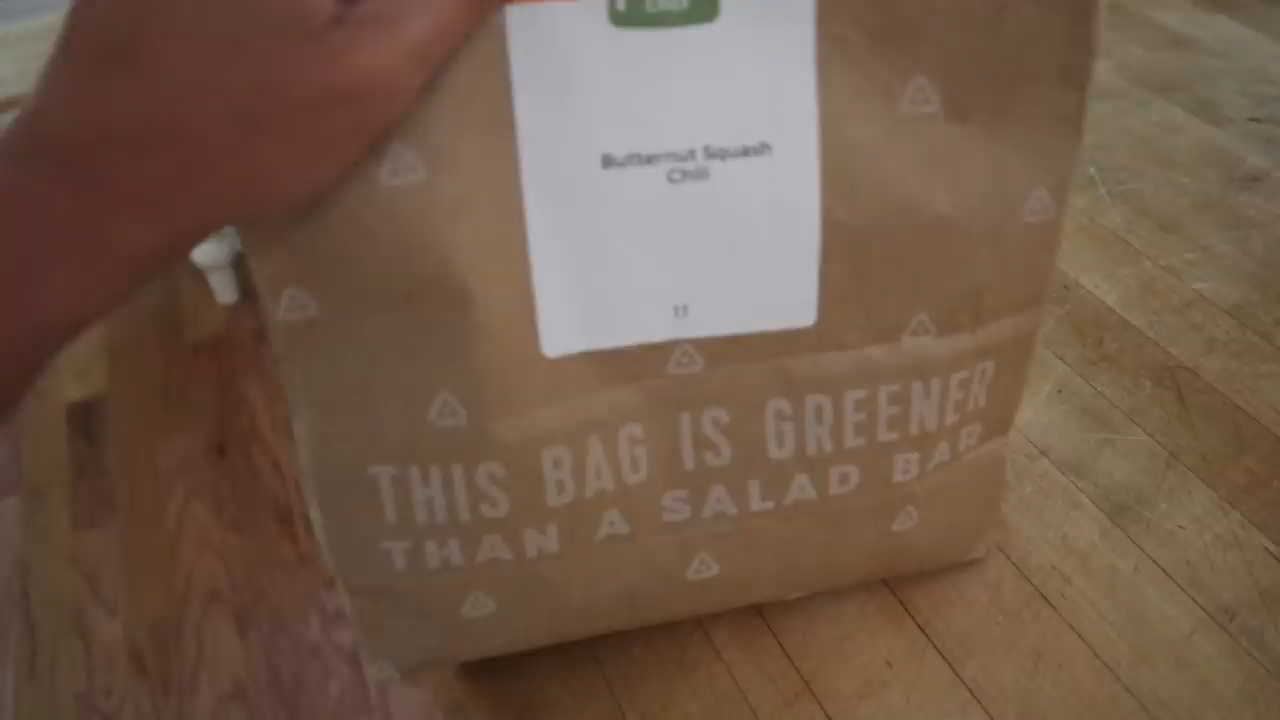 Butternut Squash
Chili
11
THIS BAG IS GREENER
THAN A SALAD BAR